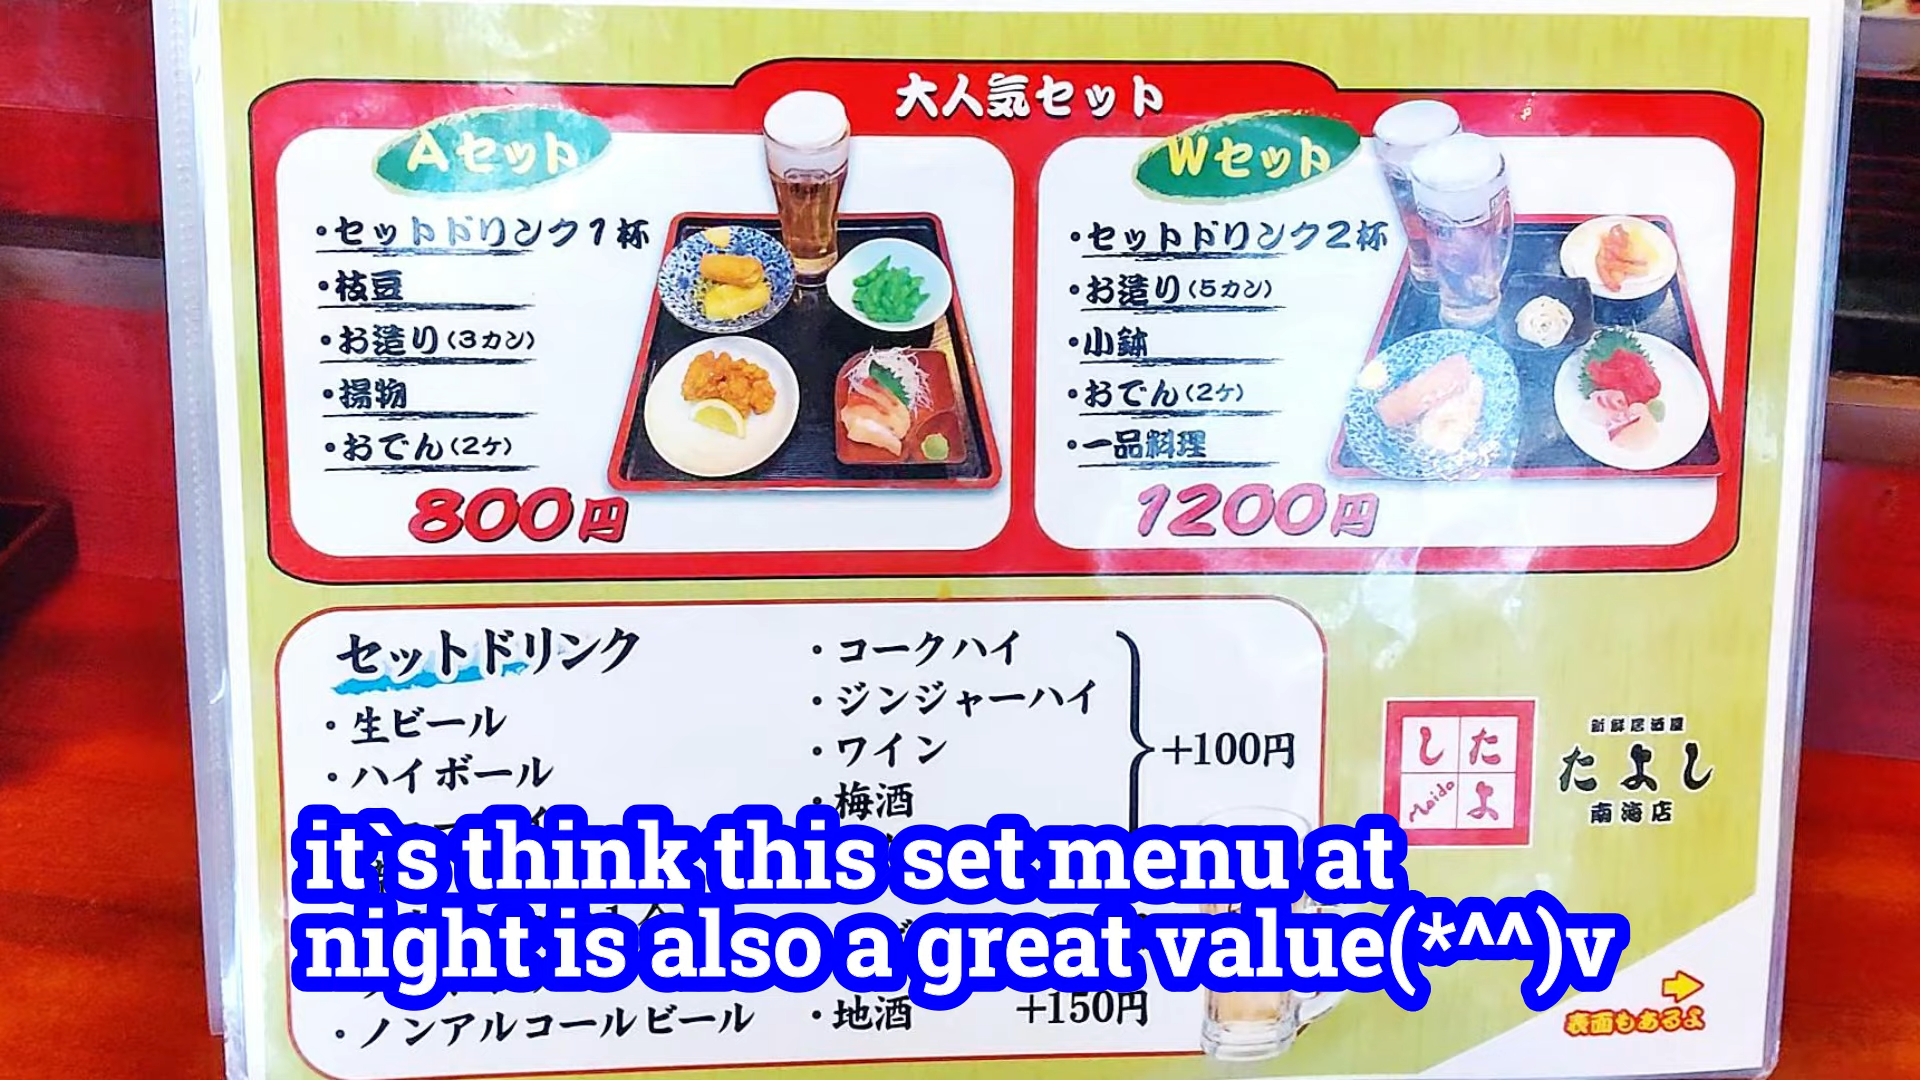 大人気セット
Aセット
・セットドリンク1杯
・枝豆
・お造り(3カン)
・揚物
・おでん(2ケ)
800円
Wセット
・セットドリンク2杯
・お造り(5カン)
・小鉢
・おでん(2ケ)
・一品料理
1200円
セットドリンク
・生ビール
・ハイボール
・ノンアルコールビール
・コークハイ
・ジンジャーハイ
・ワイン
・梅酒
+100円
・地酒 +150円
した
Maido よ
新鮮居酒屋
たよし
南海店
it`s think this set menu at
night is also a great value(*^^^)v
表面もあるよ